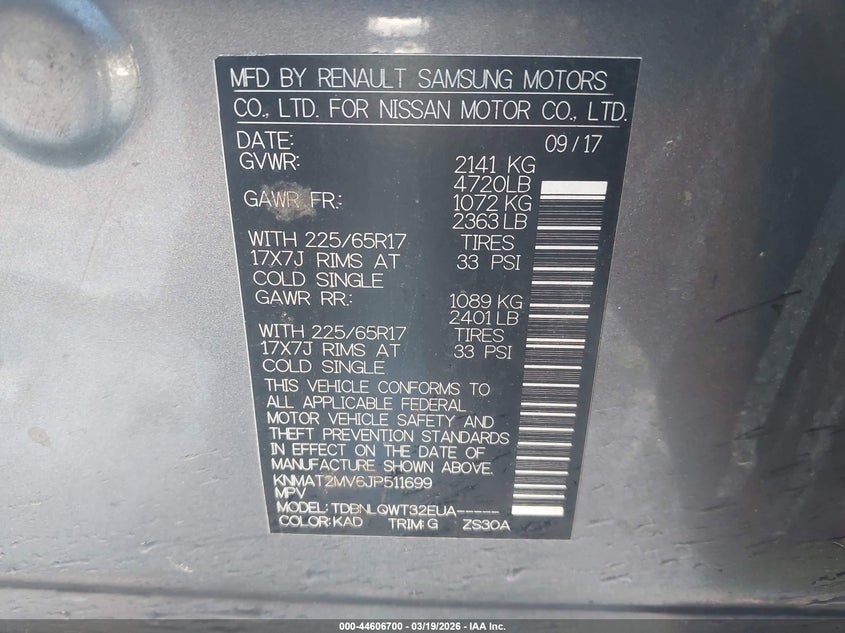 MFD BY RENAULT SAMSUNG MOTORS
CO., LTD. FOR NISSAN MOTOR CO., LTD.
DATE: 09/17
GVWR: 2141 KG
4720LB
GAWR FR.: 1072 KG
2363 LB
WITH 225/65R17 TIRES
17X7J RIMS AT 33 PSI
COLD SINGLE
GAWR RR.: 1089 KG
2401 LB
WITH 225/65R17 TIRES
17X7J RIMS AT 33 PSI
COLD SINGLE
THIS VEHICLE CONFORMS TO
ALL APPLICABLE FEDERAL
MOTOR VEHICLE SAFETY AND
THEFT PREVENTION STANDARDS
IN EFFECT ON THE DATE OF
MANUFACTURE SHOWN ABOVE.
KNMAT2MV6JP511699
MPV
MODEL: TDBNLQWT32EUA-----
COLOR: KAD TRIM: G ZS30A
000-44606700 - 03/19/2026 - IAA Inc.